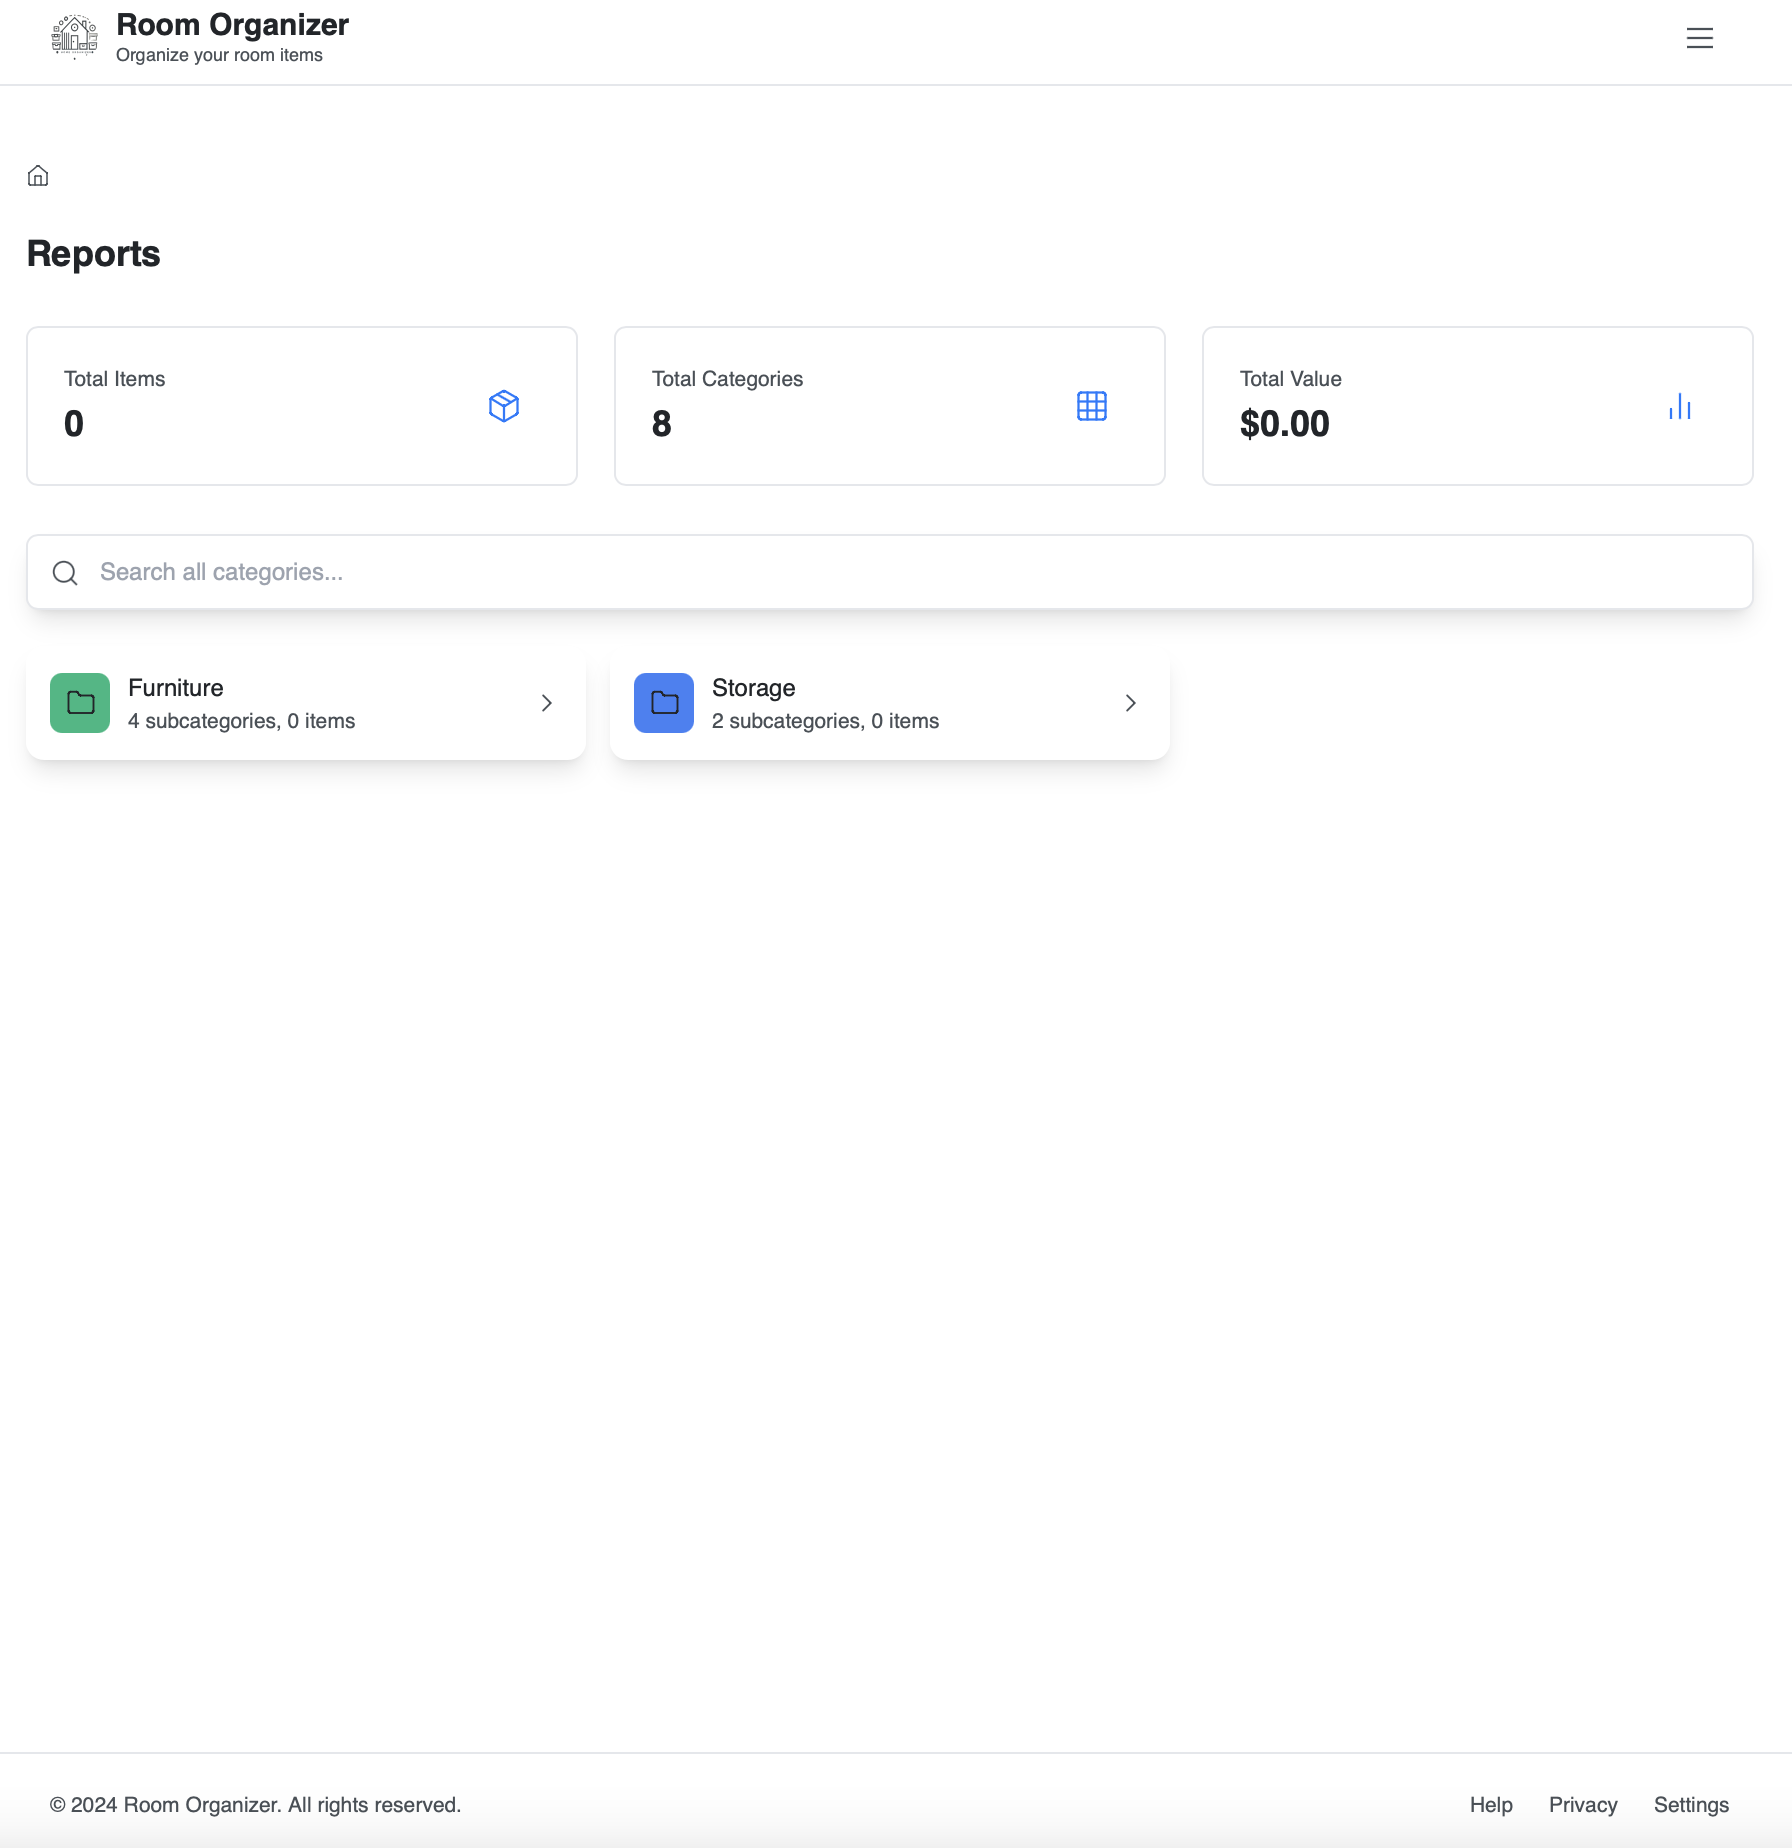 Room Organizer
Organize your room items
Reports
Total Items
0
Total Categories
8
Total Value
$0.00
Search all categories...
Furniture
4 subcategories, 0 items
Storage
2 subcategories, 0 items
© 2024 Room Organizer. All rights reserved.
Help Privacy Settings